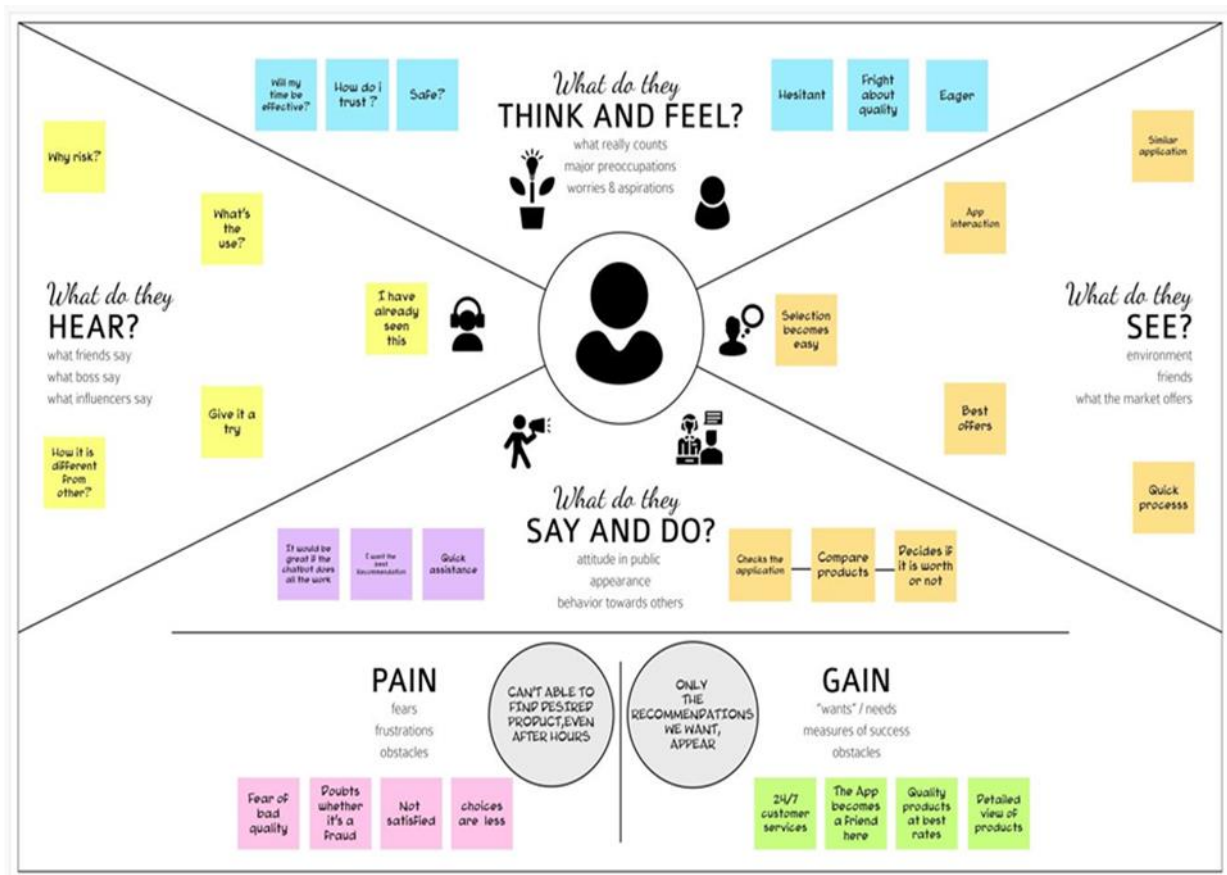 Will my
time be
effective?
How do i
trust ?
Safe?
What do they
THINK AND FEEL?
what really counts
major preoccupations
worries & aspirations
Hesitant
Fright
about
quality
Eager
Why risk?
What's
the
use?
I have
already
seen
this
What do they
HEAR?
what friends say
what boss say
what influencers say
Give it a
try
How it is
different
from
other?
Similar
application
App
interaction
Selection
becomes
easy
What do they
SEE?
environment
friends
what the market offers
Best
offers
Quick
processs
What do they
SAY AND DO?
attitude in public
appearance
behavior towards others
It would be
great if the
chatbot does
all the work
I want the
best
Recommendation
Quick
assistance
Checks the
application
Compare
products
Decides if
it is worth
or not
PAIN
fears
frustrations
obstacles
CAN'T ABLE TO
FIND DESIRED
PRODUCT,EVEN
AFTER HOURS
Fear of
bad
quality
Doubts
whether
it's a
fraud
Not
satisfied
choices
are less
ONLY
THE
RECOMMENDATIONS
WE WANT,
APPEAR
GAIN
"wants" / needs
measures of success
obstacles
24/7
customer
services
The App
becomes
a friend
here
Quality
products
at best
rates
Detailed
view of
products